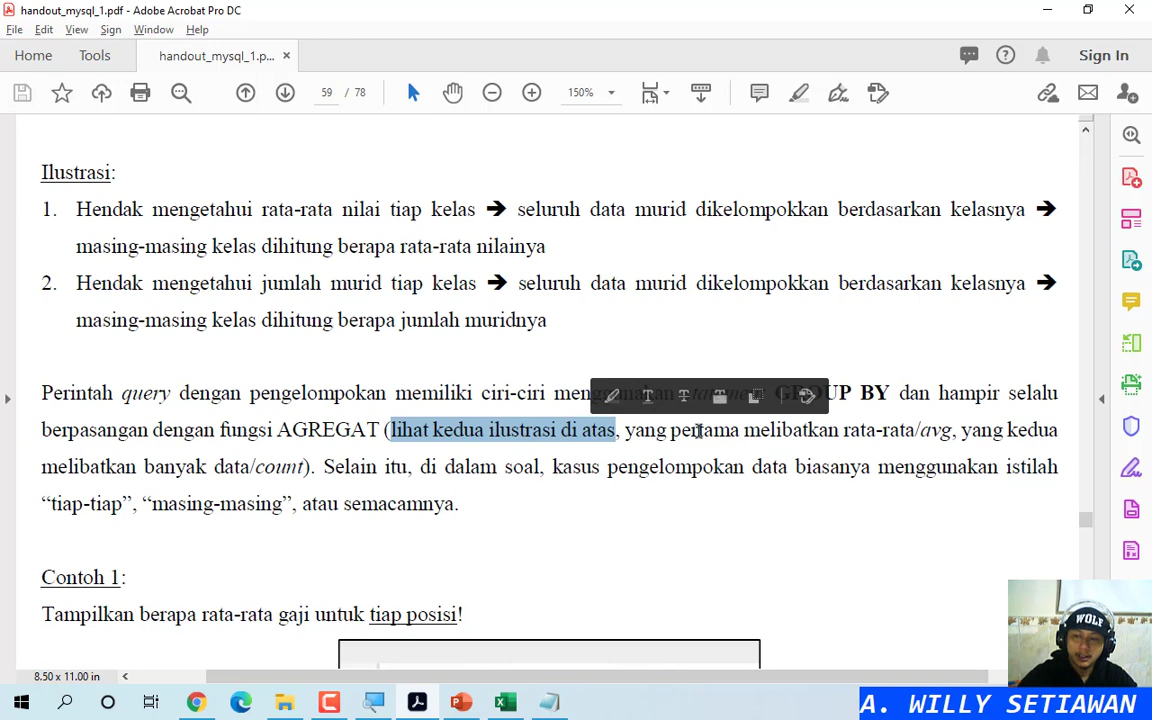 handout_mysql_1.pdf - Adobe Acrobat Pro DC
File Edit View Sign Window Help
Home Tools handout_mysql_1.p... × Sign In
59 / 78 150%
Ilustrasi:
1. Hendak mengetahui rata-rata nilai tiap kelas ➔ seluruh data murid dikelompokkan berdasarkan kelasnya ➔
masing-masing kelas dihitung berapa rata-rata nilainya
2. Hendak mengetahui jumlah murid tiap kelas ➔ seluruh data murid dikelompokkan berdasarkan kelasnya ➔
masing-masing kelas dihitung berapa jumlah muridnya
Perintah query dengan pengelompokan memiliki ciri-ciri GROUP BY dan hampir selalu
berpasangan dengan fungsi AGREGAT (lihat kedua ilustrasi di atas, yang pertama melibatkan rata-rata/avg, yang kedua
melibatkan banyak data/count). Selain itu, di dalam soal, kasus pengelompokan data biasanya menggunakan istilah
“tiap-tiap”, “masing-masing”, atau semacamnya.
Contoh 1:
Tampilkan berapa rata-rata gaji untuk tiap posisi!
8.50 x 11.00 in
WOLF
A. WILLY SETIAWAN